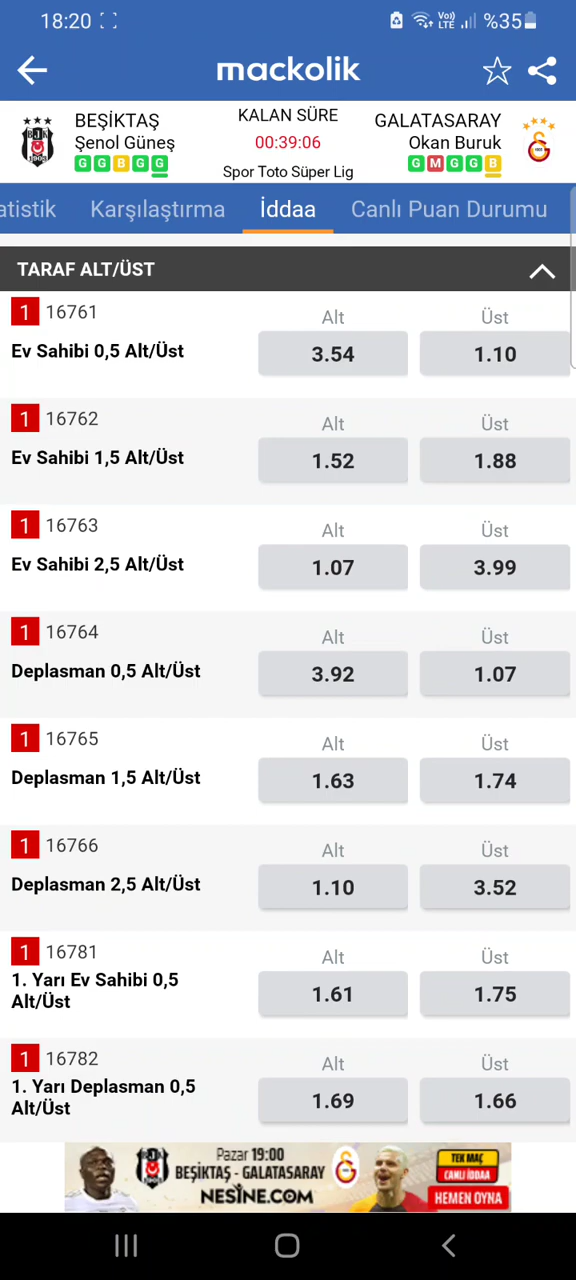 18:20
Vo))
LTE
%35
mackolik
BEŞİKTAŞ
Şenol Güneş
G G B G G
KALAN SÜRE
00:39:06
Spor Toto Süper Lig
GALATASARAY
Okan Buruk
G M G G B
atistik Karşılaştırma İddaa Canlı Puan Durumu
TARAF ALT/ÜST
1 16761
Ev Sahibi 0,5 Alt/Üst
Alt Üst
3.54 1.10
1 16762
Ev Sahibi 1,5 Alt/Üst
Alt Üst
1.52 1.88
1 16763
Ev Sahibi 2,5 Alt/Üst
Alt Üst
1.07 3.99
1 16764
Deplasman 0,5 Alt/Üst
Alt Üst
3.92 1.07
1 16765
Deplasman 1,5 Alt/Üst
Alt Üst
1.63 1.74
1 16766
Deplasman 2,5 Alt/Üst
Alt Üst
1.10 3.52
1 16781
1. Yarı Ev Sahibi 0,5
Alt/Üst
Alt Üst
1.61 1.75
1 16782
1. Yarı Deplasman 0,5
Alt/Üst
Alt Üst
1.69 1.66
Pazar 19:00
BEŞİKTAŞ - GALATASARAY
NESİNE.COM
TEK MAÇ
CANLI İDDAA
HEMEN OYNA